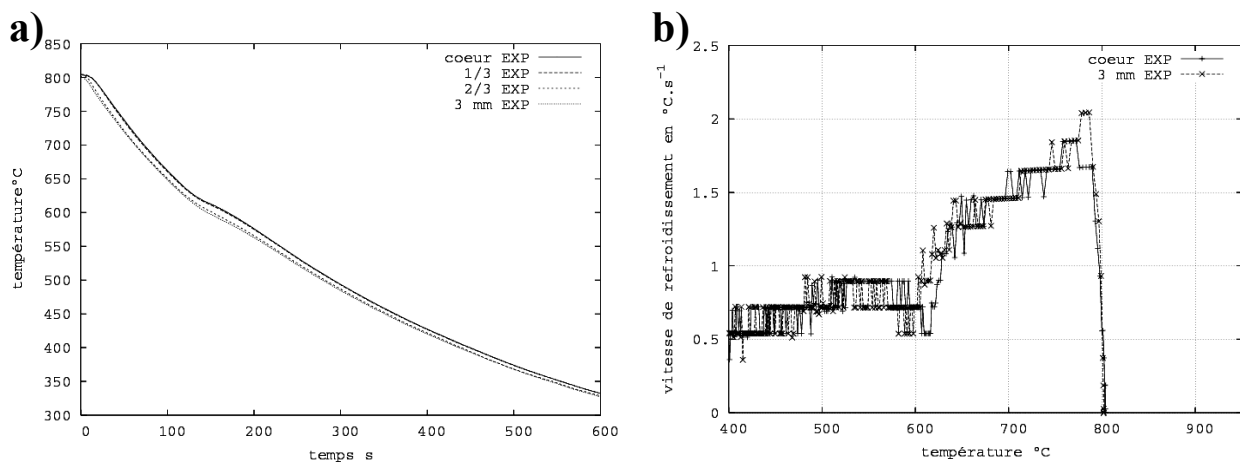 a)
850
800
750
700
650
600
550
500
450
400
350
300
température°C
0
100
200
300
400
500
600
temps s
coeur EXP
1/3 EXP
2/3 EXP
3 mm EXP
b)
2.5
2
1.5
1
0.5
0
vitesse de refroidissement en °C.s⁻¹
400
500
600
700
800
900
température °C
coeur EXP
3 mm EXP